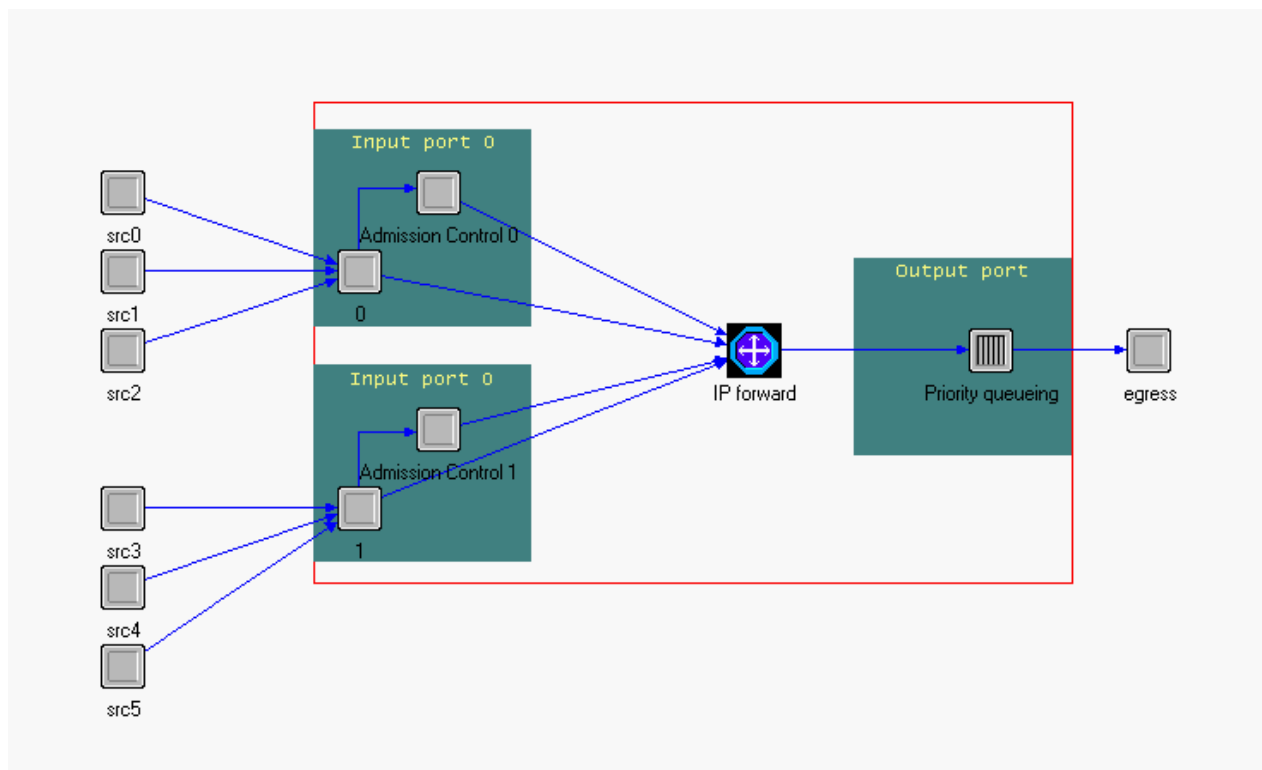 Input port 0
src0
Admission Control 0
src1
0
src2
Input port 0
Admission Control 1
src3
1
src4
src5
IP forward
Output port
Priority queueing
egress